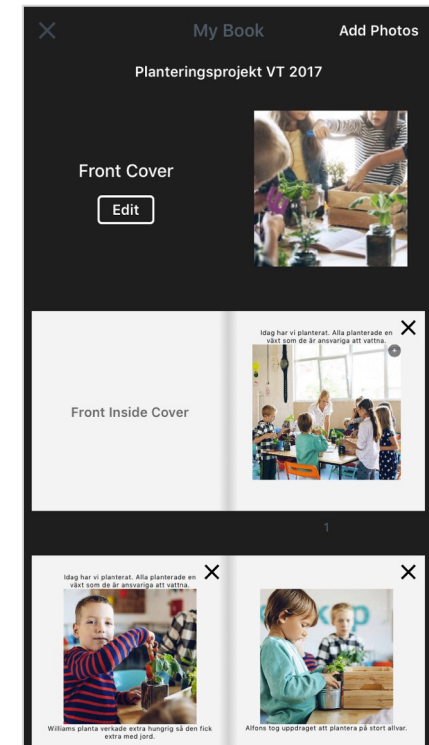 My Book
Add Photos
Planteringsprojekt VT 2017
Front Cover
Edit
Idag har vi planterat. Alla planterade en
växt som de är ansvariga att vattna.
Front Inside Cover
1
Idag har vi planterat. Alla planterade en
växt som de är ansvariga att vattna.
Williams planta verkade extra hungrig så den fick
extra med jord.
Alfons tog uppdraget att plantera på stort allvar.